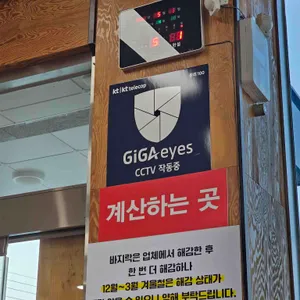 kt kt telecop
GiGA eyes
CCTV 작동중
계산하는 곳
바지락은 업체에서 해감한 후
한 번 더 해감하나
12월~3월 겨울철은 해감 상태가